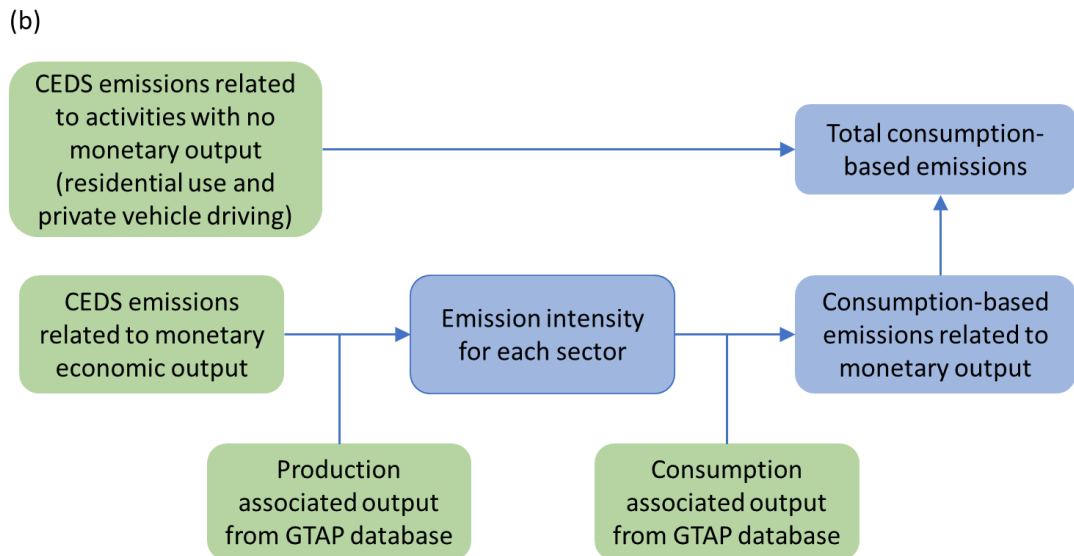 (b)
CEDS emissions related
to activities with no
monetary output
(residential use and
private vehicle driving)
Total consumption-
based emissions
CEDS emissions
related to monetary
economic output
Emission intensity
for each sector
Consumption-based
emissions related to
monetary output
Production
associated output
from GTAP database
Consumption
associated output
from GTAP database